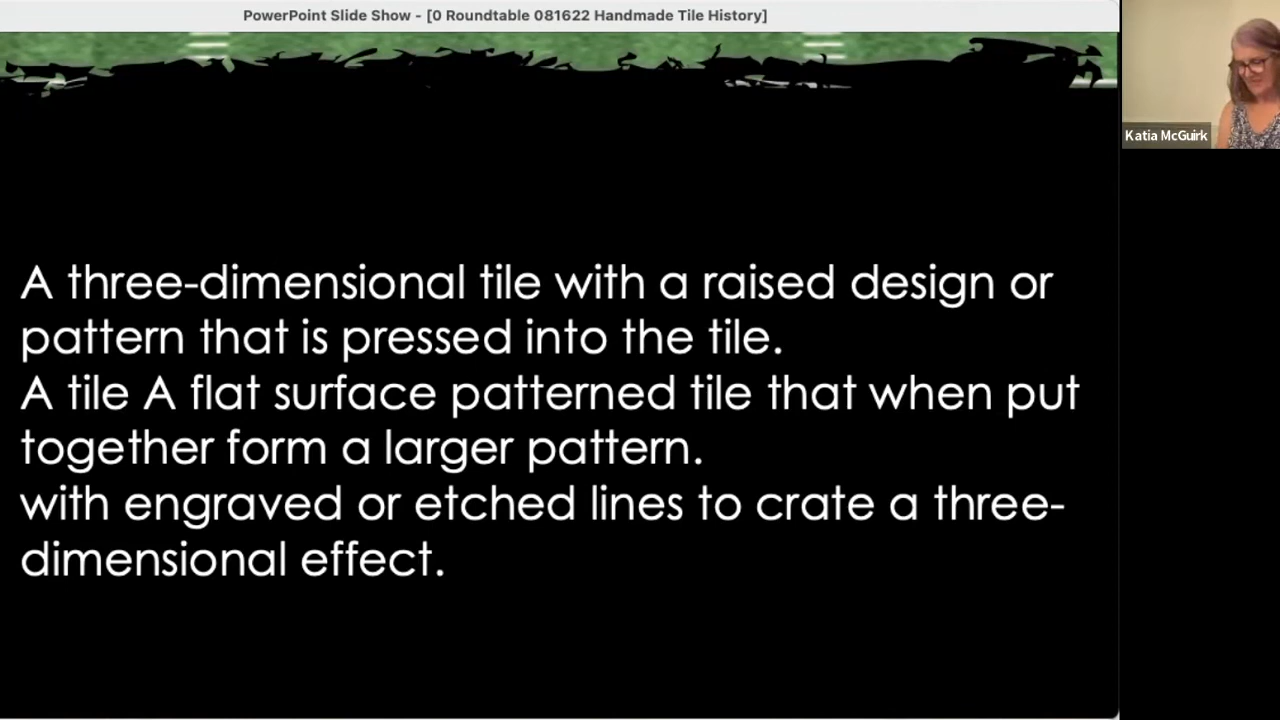 PowerPoint Slide Show - [0 Roundtable 081622 Handmade Tile History]
Katia McGuirk
A three-dimensional tile with a raised design or
pattern that is pressed into the tile.
A tile A flat surface patterned tile that when put
together form a larger pattern.
with engraved or etched lines to crate a three-
dimensional effect.